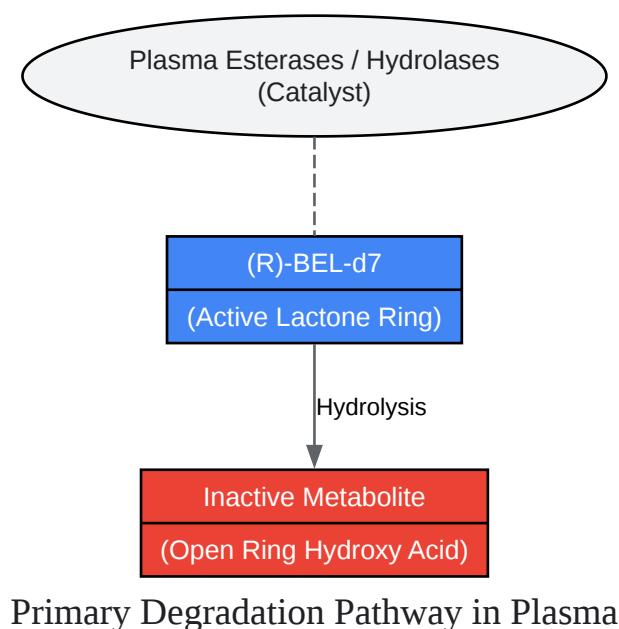 Plasma Esterases / Hydrolases
(Catalyst)
(R)-BEL-d7
(Active Lactone Ring)
Hydrolysis
Inactive Metabolite
(Open Ring Hydroxy Acid)
Primary Degradation Pathway in Plasma